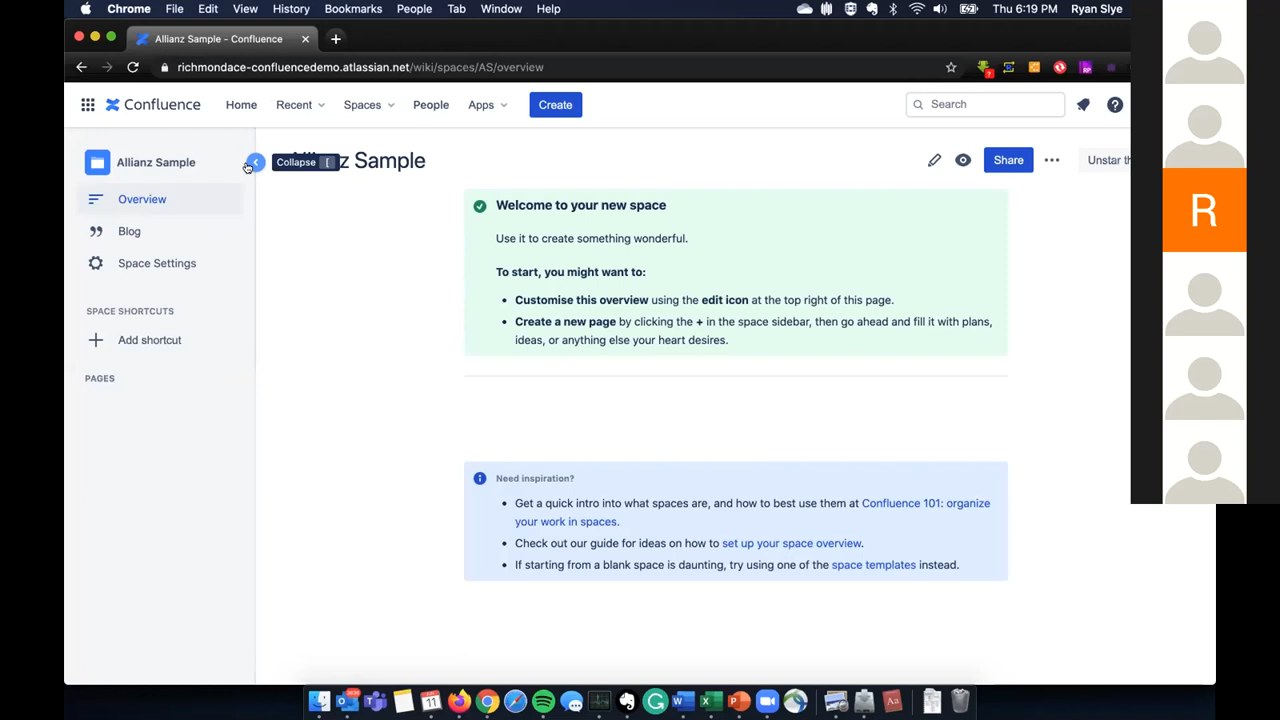 Chrome File Edit View History Bookmarks People Tab Window Help Thu 6:19 PM Ryan Slye
Allianz Sample - Confluence
richmondace-confluencedemo.atlassian.net/wiki/spaces/AS/overview
Confluence Home Recent Spaces People Apps Create Search
Allianz Sample
Collapse [
z Sample
Share
Unstar th
Overview
Blog
Space Settings
SPACE SHORTCUTS
Add shortcut
PAGES
Welcome to your new space
Use it to create something wonderful.
To start, you might want to:
• Customise this overview using the edit icon at the top right of this page.
• Create a new page by clicking the + in the space sidebar, then go ahead and fill it with plans,
ideas, or anything else your heart desires.
Need inspiration?
• Get a quick intro into what spaces are, and how to best use them at Confluence 101: organize
your work in spaces.
• Check out our guide for ideas on how to set up your space overview.
• If starting from a blank space is daunting, try using one of the space templates instead.
R